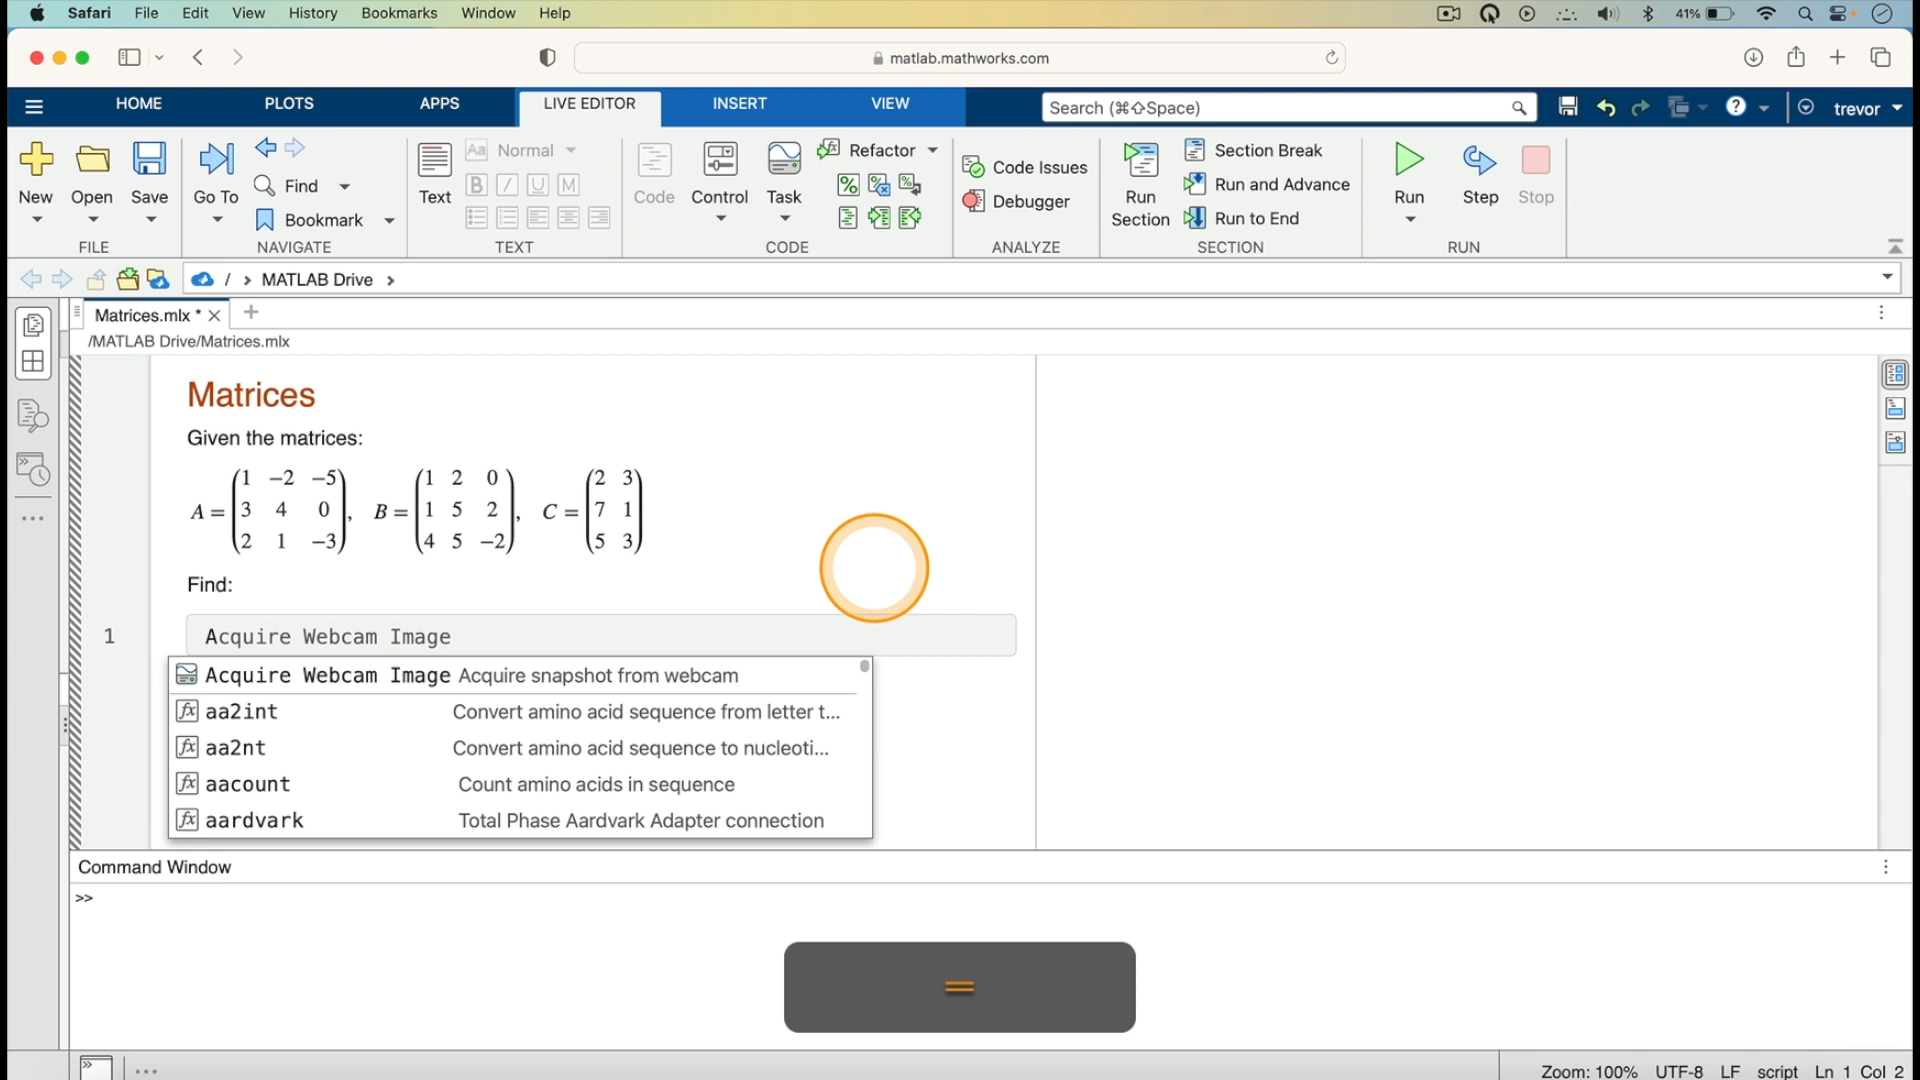 Safari File Edit View History Bookmarks Window Help 41%
matlab.mathworks.com
HOME PLOTS APPS LIVE EDITOR INSERT VIEW Search (⌘⇧Space) ? trevor
New Open Save Go To Find Bookmark Text Aa Normal B I U M Code Control Task Refactor Code Issues Debugger Run Section Section Break Run and Advance Run to End Run Step Stop
FILE NAVIGATE TEXT CODE ANALYZE SECTION RUN
/ > MATLAB Drive >
Matrices.mlx * × +
/MATLAB Drive/Matrices.mlx
Matrices
Given the matrices:
A = (1 −2 −5; 3 4 0; 2 1 −3), B = (1 2 0; 1 5 2; 4 5 −2), C = (2 3; 7 1; 5 3)
Find:
1 Acquire Webcam Image
Acquire Webcam Image Acquire snapshot from webcam
fx aa2int Convert amino acid sequence from letter t...
fx aa2nt Convert amino acid sequence to nucleoti...
fx aacount Count amino acids in sequence
fx aardvark Total Phase Aardvark Adapter connection
Command Window
>>
=
Zoom: 100% UTF-8 LF script Ln 1 Col 2